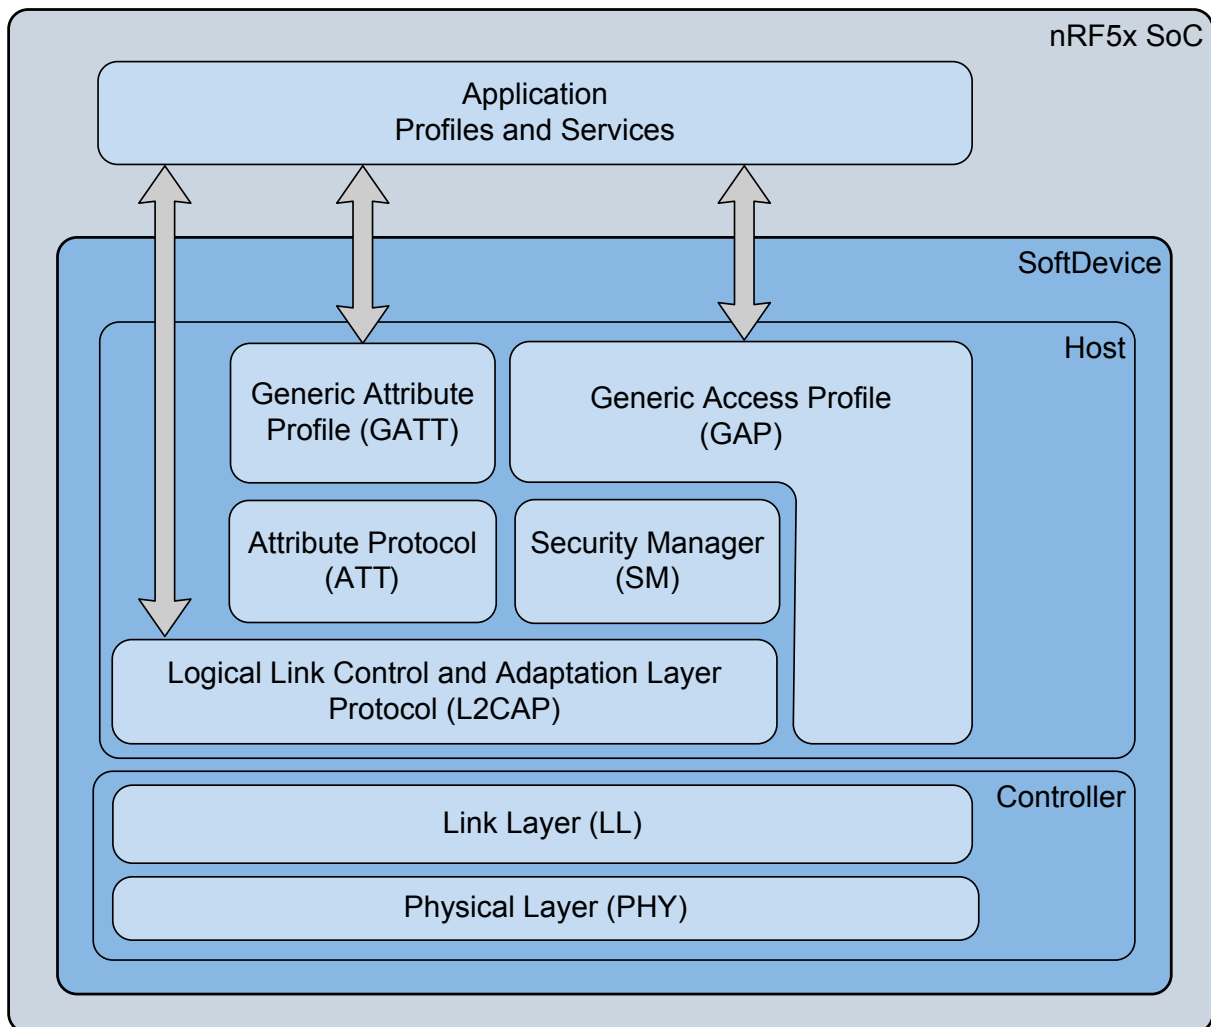 nRF5x SoC
Application
Profiles and Services
SoftDevice
Host
Generic Attribute
Profile (GATT)
Generic Access Profile
(GAP)
Attribute Protocol
(ATT)
Security Manager
(SM)
Logical Link Control and Adaptation Layer
Protocol (L2CAP)
Controller
Link Layer (LL)
Physical Layer (PHY)